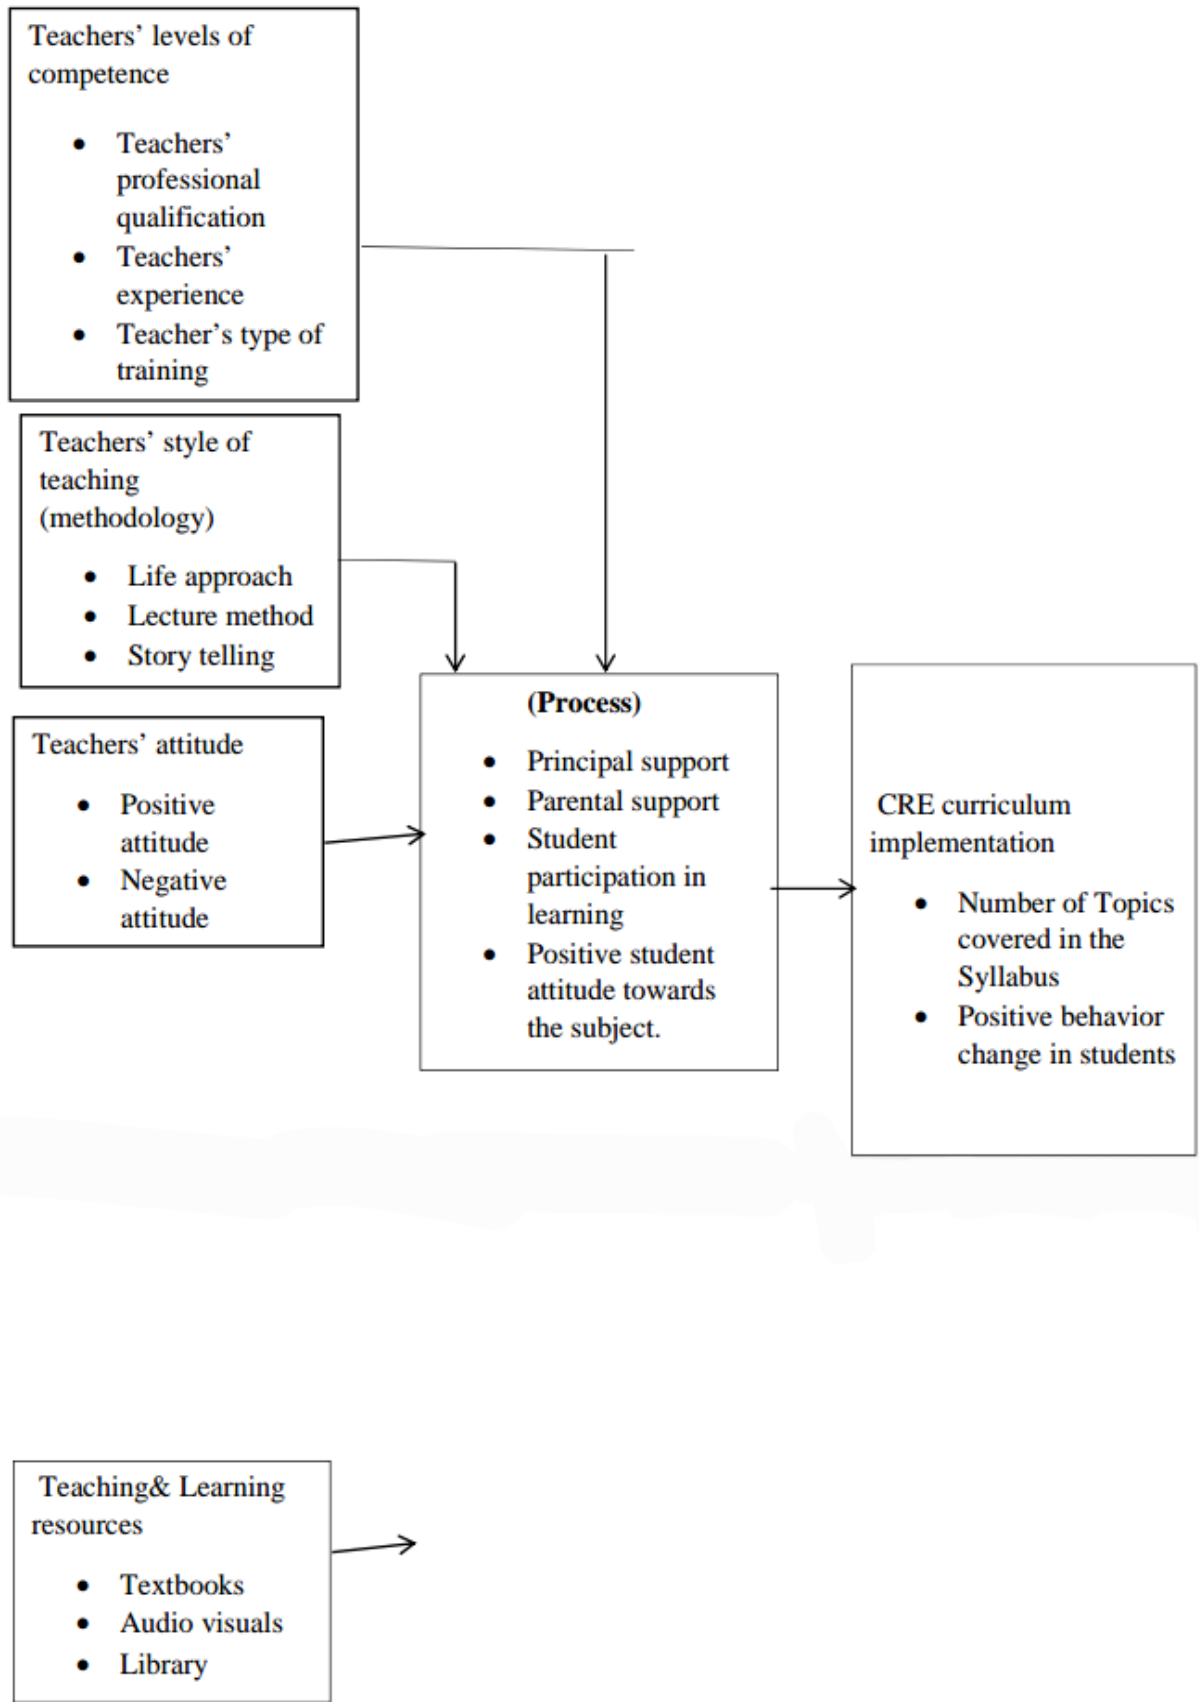 Teachers’ levels of
competence
• Teachers’
professional
qualification
• Teachers’
experience
• Teacher’s type of
training
Teachers’ style of
teaching
(methodology)
• Life approach
• Lecture method
• Story telling
Teachers’ attitude
• Positive
attitude
• Negative
attitude
(Process)
• Principal support
• Parental support
• Student
participation in
learning
• Positive student
attitude towards
the subject.
CRE curriculum
implementation
• Number of Topics
covered in the
Syllabus
• Positive behavior
change in students
Teaching& Learning
resources
• Textbooks
• Audio visuals
• Library